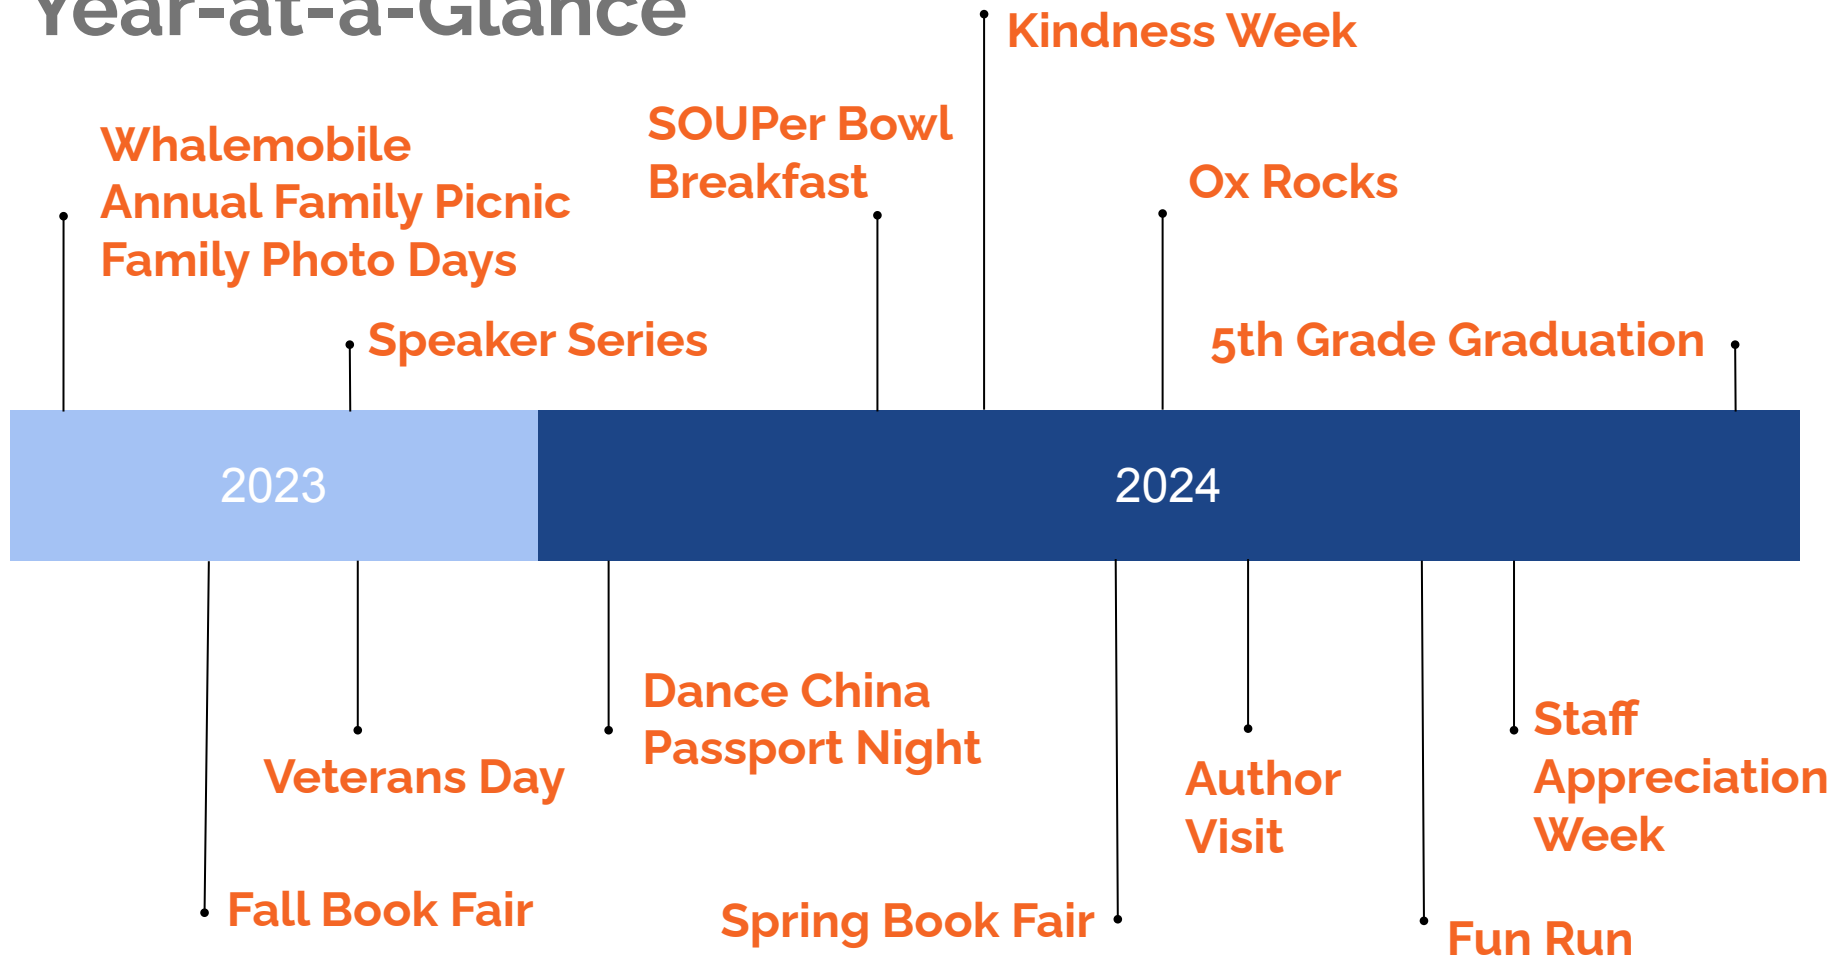 Year-at-a-Glance
Kindness Week
SOUPer Bowl
Breakfast
Whalemobile
Annual Family Picnic
Family Photo Days
Ox Rocks
Speaker Series
5th Grade Graduation
2023
2024
Dance China
Passport Night
Veterans Day
Staff
Appreciation
Week
Author
Visit
Fall Book Fair
Spring Book Fair
Fun Run